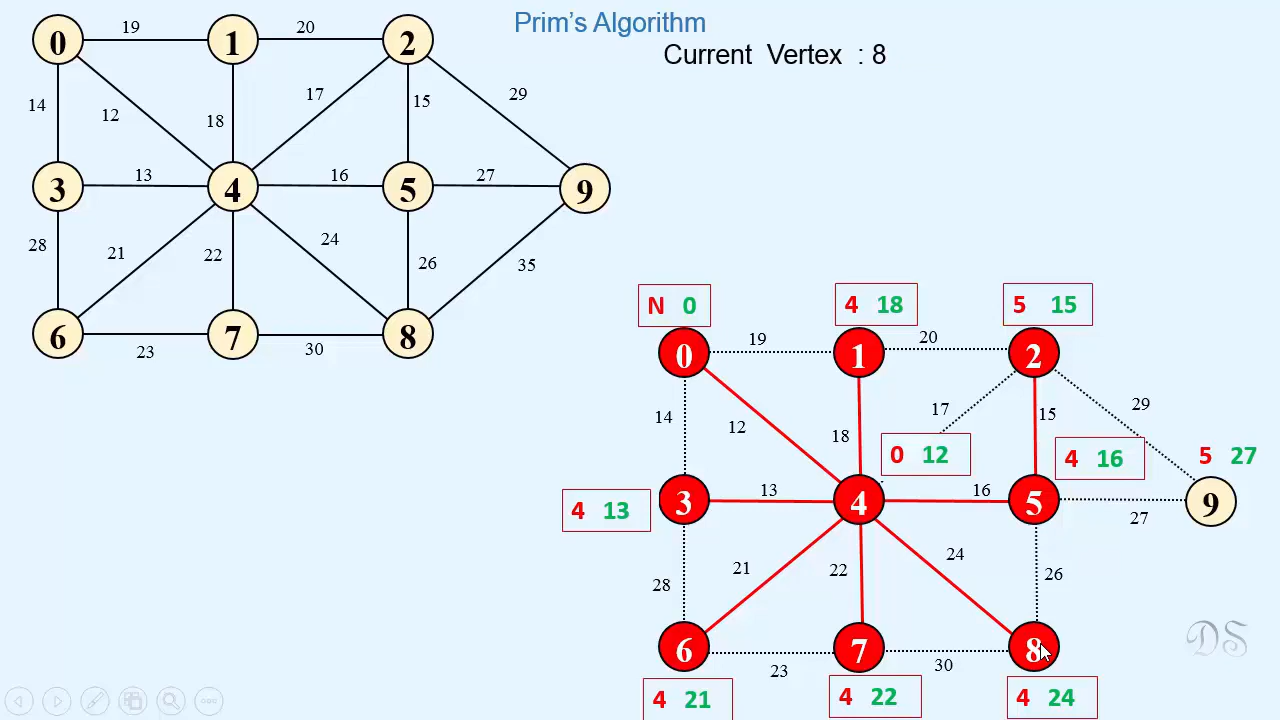 Prim's Algorithm
Current Vertex : 8
0 19 1 20 2
14 12 18 17 15 29
3 13 4 16 5 27 9
28 21 22 24 26 35
6 23 7 30 8
N 0
4 18
5 15
0 19 1 20 2
14 12 18 17 15 29
0 12
4 16
5 27
4 13
3 13 4 16 5 27 9
28 21 22 24 26
6 23 7 30 8
4 21
4 22
4 24
DS